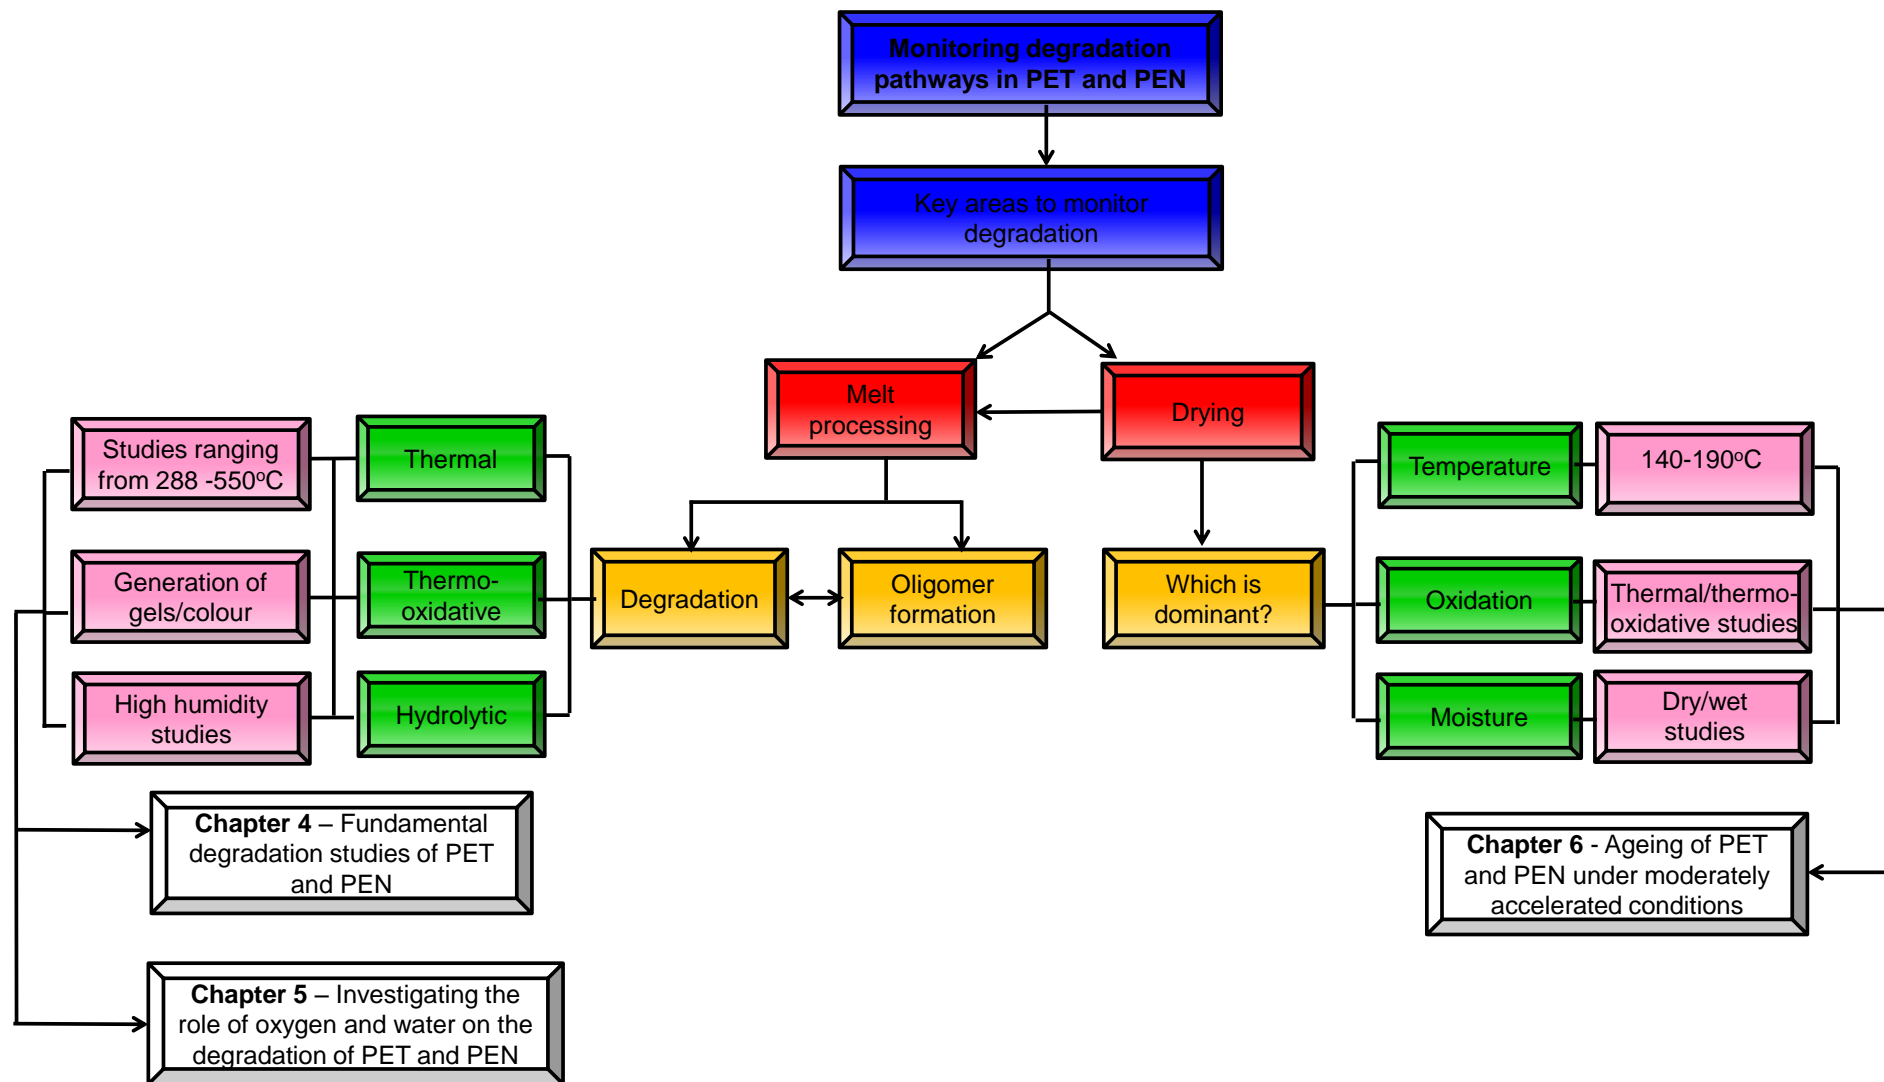 Monitoring degradation
pathways in PET and PEN
Key areas to monitor
degradation
Melt
processing
Drying
Studies ranging
from 288 -550ºC
Thermal
Temperature
140-190ºC
Generation of
gels/colour
Thermo-
oxidative
Degradation
Oligomer
formation
Which is
dominant?
Oxidation
Thermal/thermo-
oxidative studies
High humidity
studies
Hydrolytic
Moisture
Dry/wet
studies
Chapter 4 – Fundamental
degradation studies of PET
and PEN
Chapter 6 - Ageing of PET
and PEN under moderately
accelerated conditions
Chapter 5 – Investigating the
role of oxygen and water on the
degradation of PET and PEN